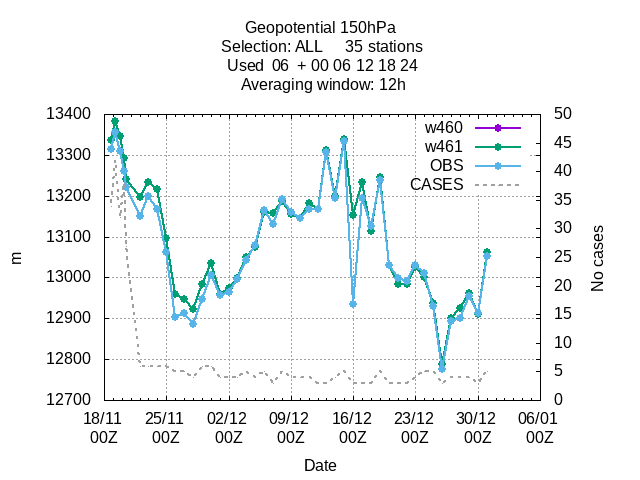 Geopotential 150hPa
Selection: ALL 35 stations
Used 06 + 00 06 12 18 24
Averaging window: 12h
13400
13300
13200
13100
13000
12900
12800
12700
50
45
40
35
30
25
20
15
10
5
0
w460
w461
OBS
CASES
m
No cases
18/11 25/11 02/12 09/12 16/12 23/12 30/12 06/01
00Z 00Z 00Z 00Z 00Z 00Z 00Z 00Z
Date